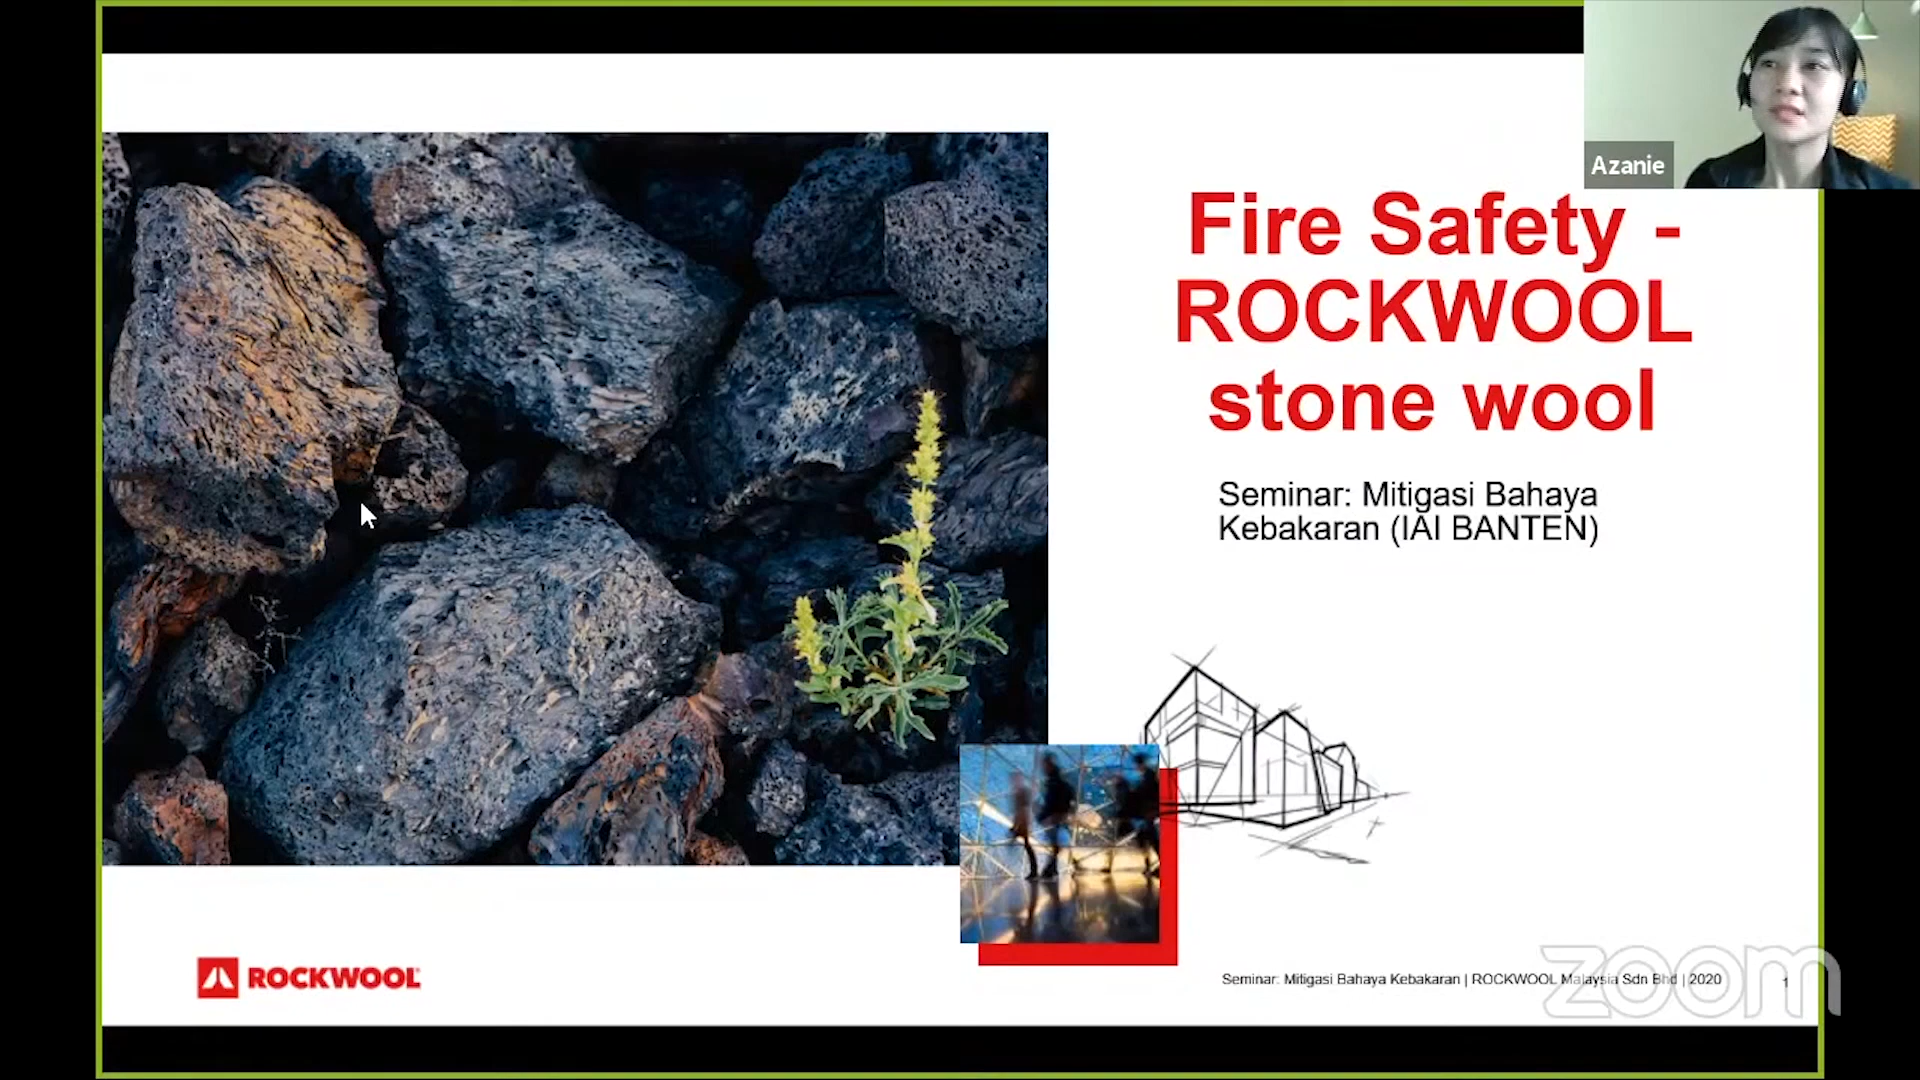 Azanie
Fire Safety -
ROCKWOOL
stone wool
Seminar: Mitigasi Bahaya
Kebakaran (IAI BANTEN)
ROCKWOOL
Seminar: Mitigasi Bahaya Kebakaran | ROCKWOOL Malaysia Sdn Bhd | 2020
1
zoom